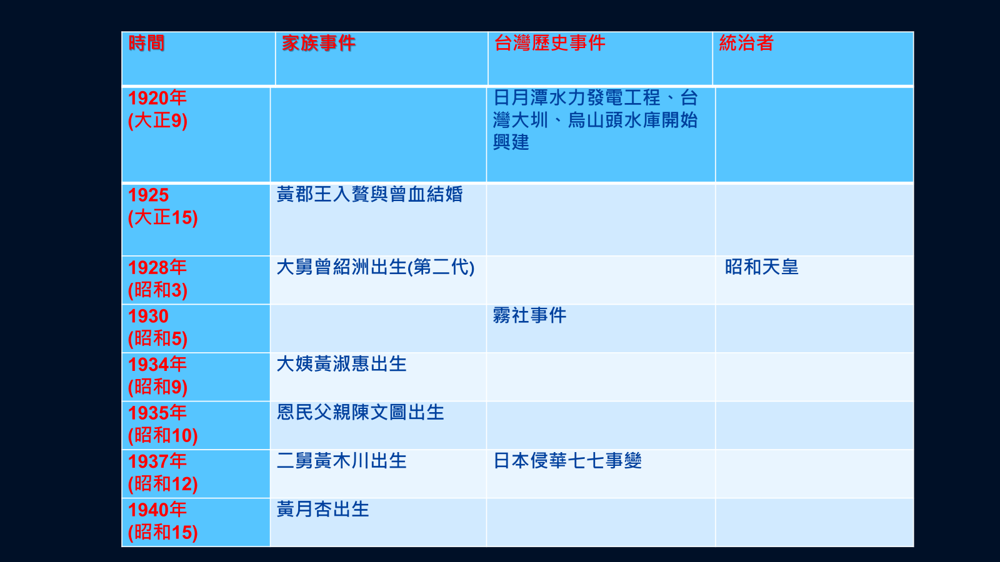 時間
家族事件
台灣歷史事件
統治者
1920年
(大正9)
日月潭水力發電工程、台
灣大圳、烏山頭水庫開始
興建
1925
(大正15)
黃郡王入贅與曾血結婚
1928年
(昭和3)
大舅曾紹洲出生(第二代)
昭和天皇
1930
(昭和5)
霧社事件
1934年
(昭和9)
大姨黃淑惠出生
1935年
(昭和10)
恩民父親陳文圖出生
1937年
(昭和12)
二舅黃木川出生
日本侵華七七事變
1940年
(昭和15)
黃月杏出生